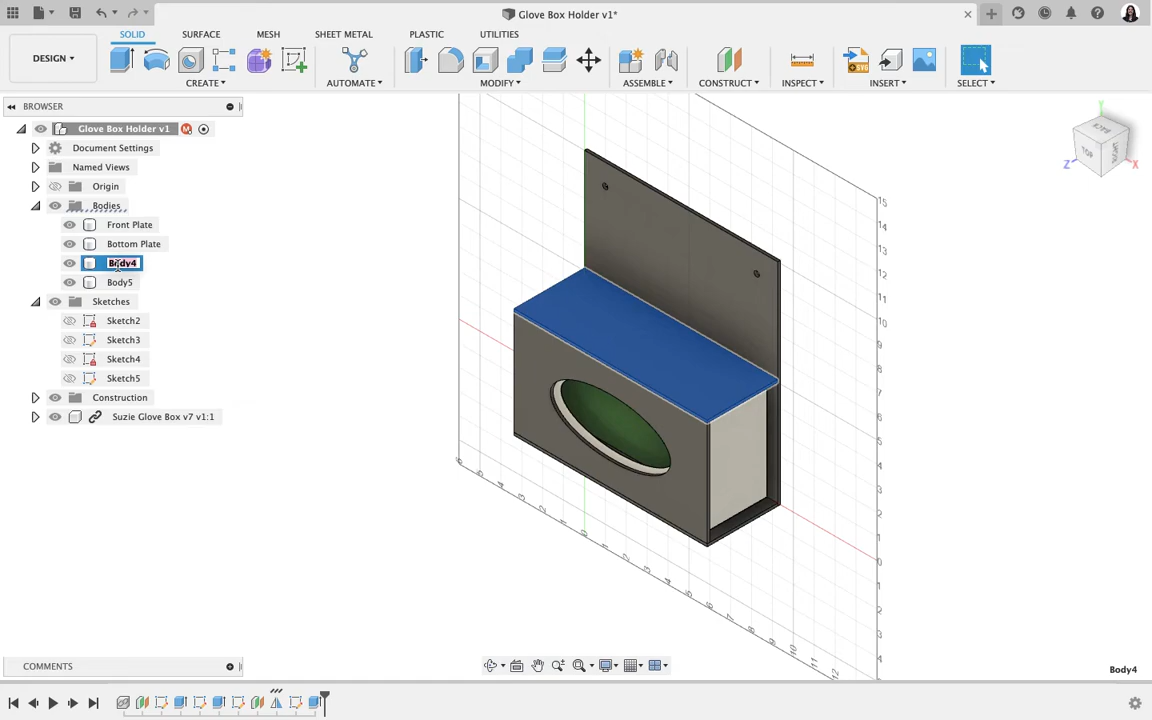 Glove Box Holder v1*
SOLID SURFACE MESH SHEET METAL PLASTIC UTILITIES
DESIGN
CREATE AUTOMATE MODIFY ASSEMBLE CONSTRUCT INSPECT INSERT SELECT
BROWSER
Glove Box Holder v1
Document Settings
Named Views
Origin
Bodies
Front Plate
Bottom Plate
Body4
Body5
Sketches
Sketch2
Sketch3
Sketch4
Sketch5
Construction
Suzie Glove Box v7 v1:1
TOP
BACK
X
Y
Z
COMMENTS
Body4